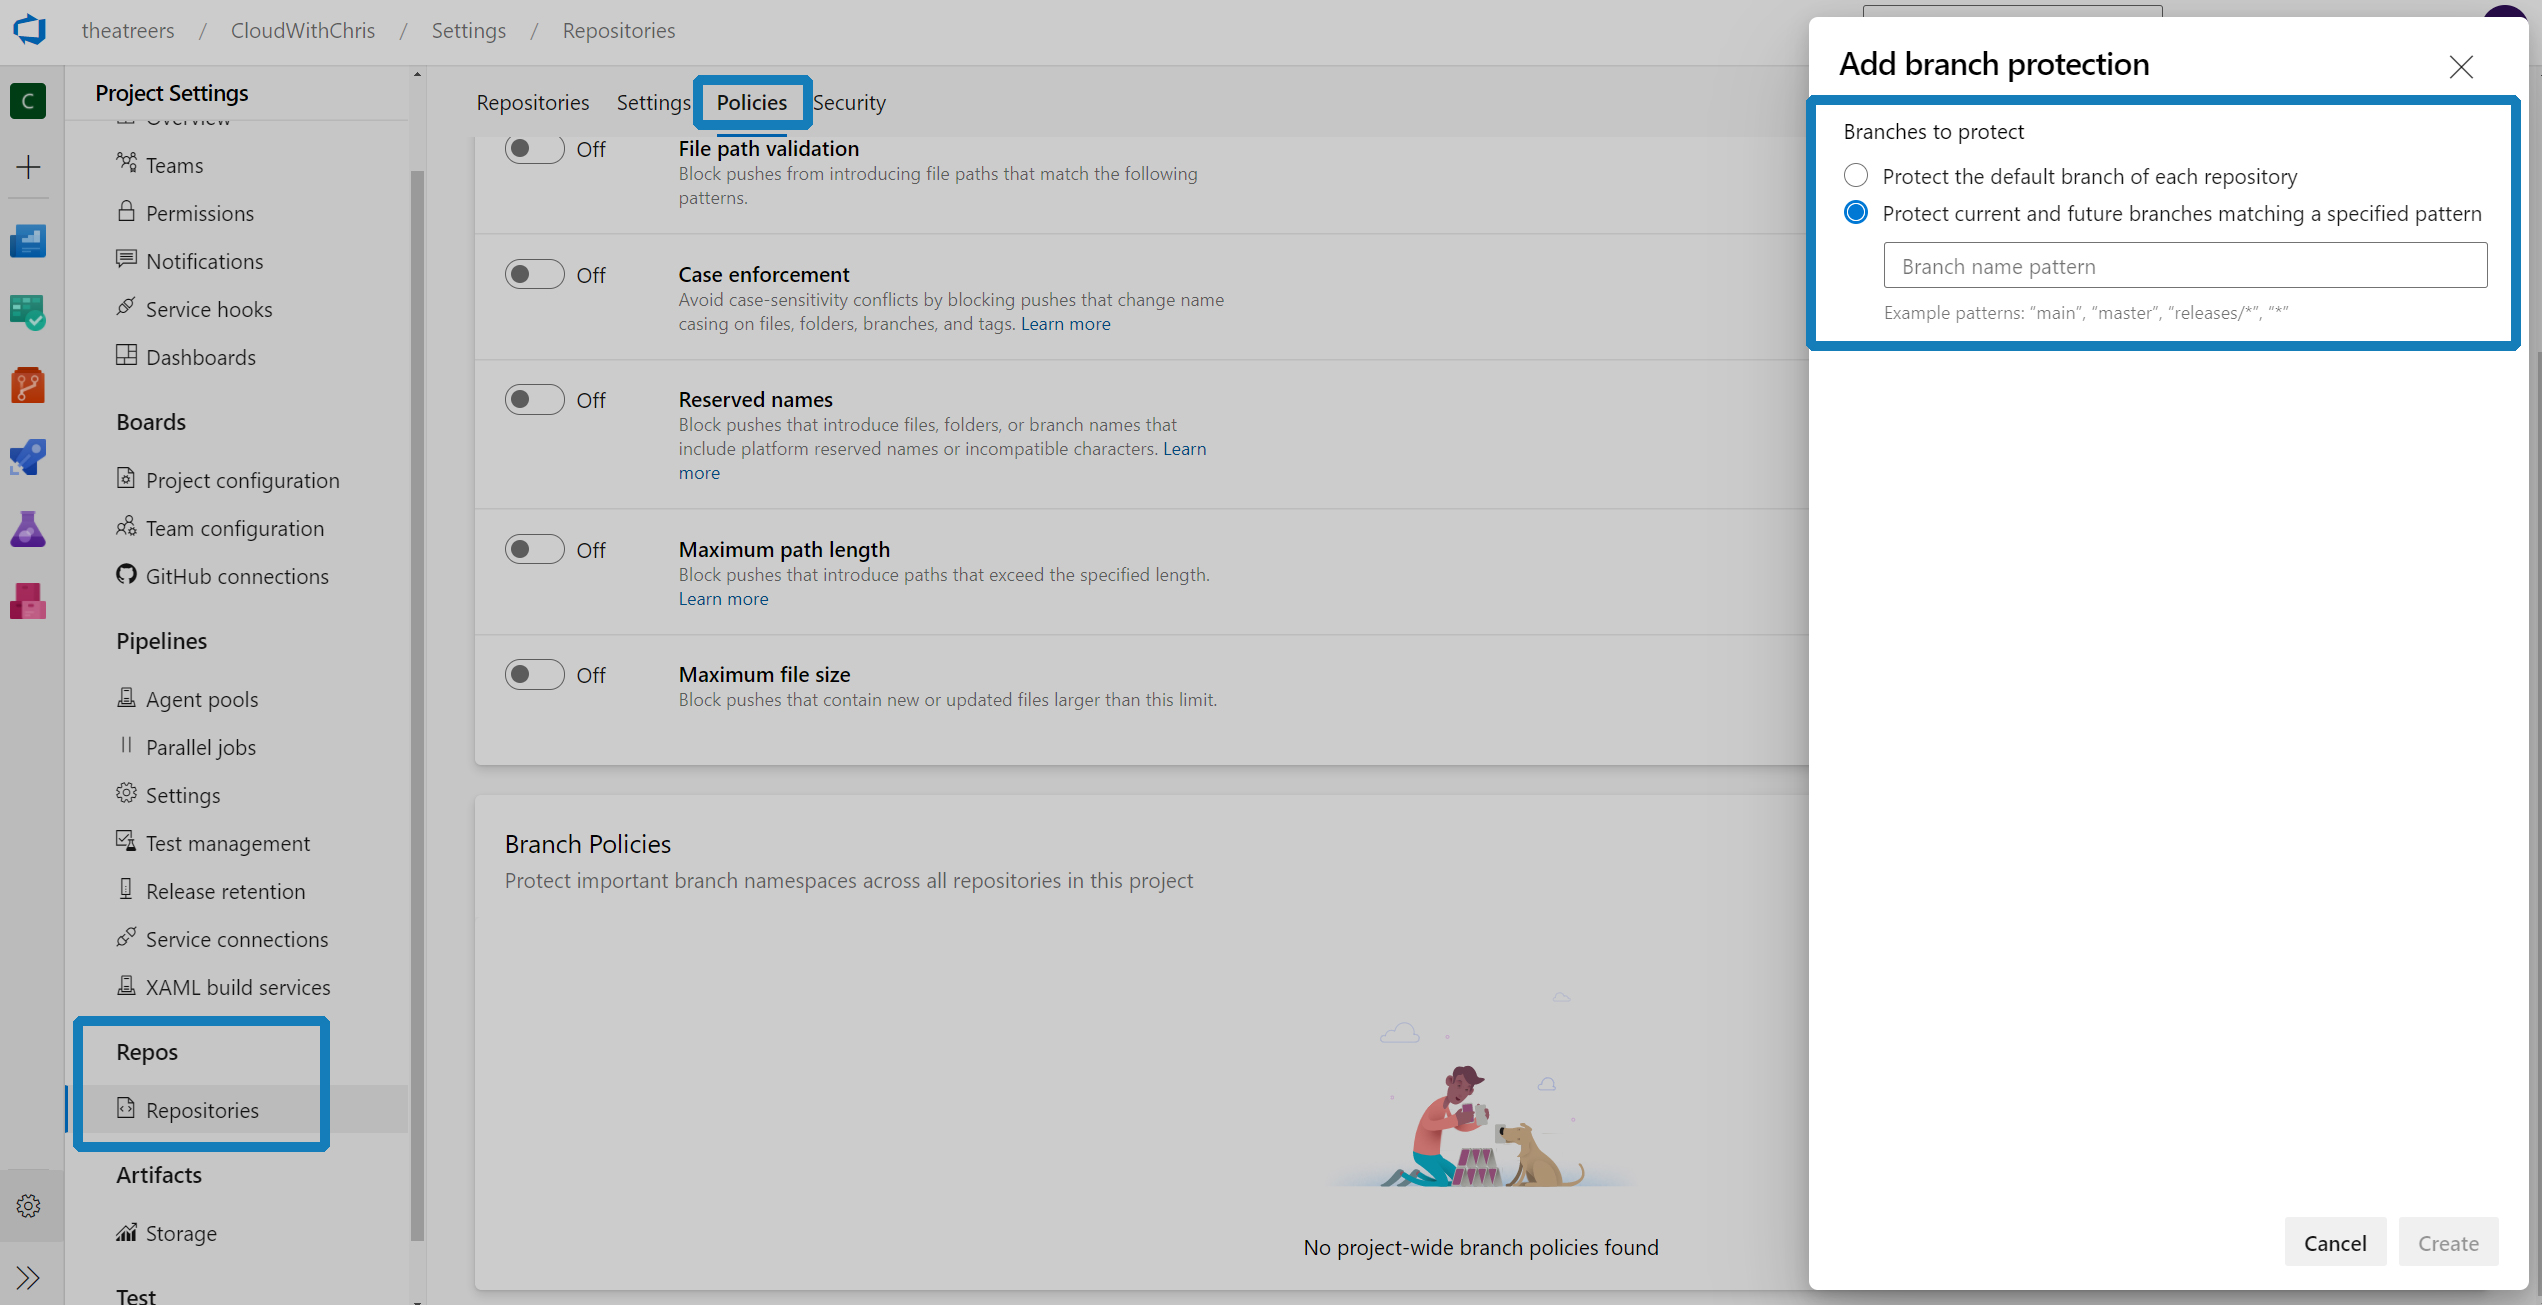 theatreers / CloudWithChris / Settings / Repositories
C
Project Settings
Overview
Teams
Permissions
Notifications
Service hooks
Dashboards
Boards
Project configuration
Team configuration
GitHub connections
Pipelines
Agent pools
Parallel jobs
Settings
Test management
Release retention
Service connections
XAML build services
Repos
Repositories
Artifacts
Storage
Test
Repositories Settings Policies Security
Off
File path validation
Block pushes from introducing file paths that match the following
patterns.
Off
Case enforcement
Avoid case-sensitivity conflicts by blocking pushes that change name
casing on files, folders, branches, and tags. Learn more
Off
Reserved names
Block pushes that introduce files, folders, or branch names that
include platform reserved names or incompatible characters. Learn
more
Off
Maximum path length
Block pushes that introduce paths that exceed the specified length.
Learn more
Off
Maximum file size
Block pushes that contain new or updated files larger than this limit.
Branch Policies
Protect important branch namespaces across all repositories in this project
No project-wide branch policies found
Add branch protection
Branches to protect
Protect the default branch of each repository
Protect current and future branches matching a specified pattern
Branch name pattern
Example patterns: “main”, “master”, “releases/*”, “*”
Cancel
Create